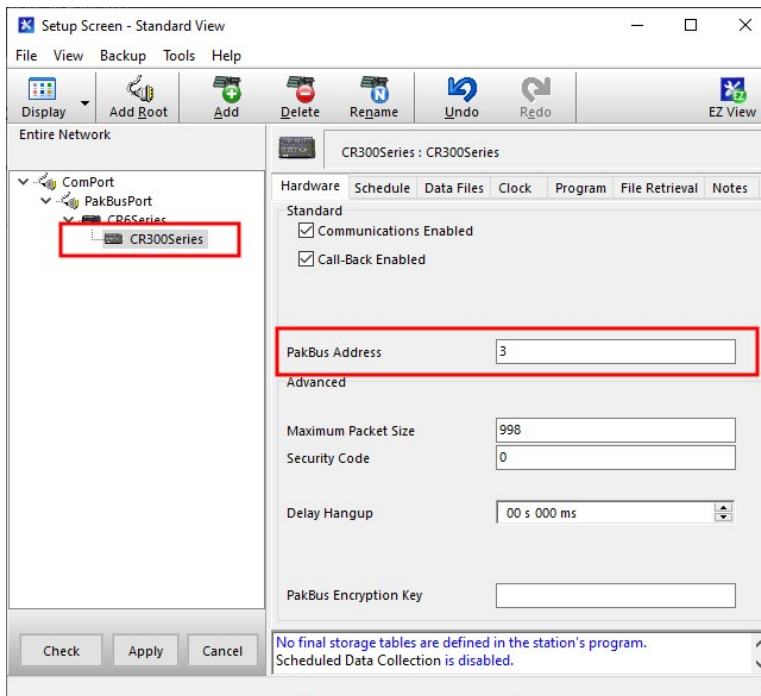 Setup Screen - Standard View
File View Backup Tools Help
Display Add Root Add Delete Rename Undo Redo EZ View
Entire Network
ComPort
PakBusPort
CR6Series
CR300Series
CR300Series : CR300Series
Hardware Schedule Data Files Clock Program File Retrieval Notes
Standard
Communications Enabled
Call-Back Enabled
PakBus Address 3
Advanced
Maximum Packet Size 998
Security Code 0
Delay Hangup 00 s 000 ms
PakBus Encryption Key
Check Apply Cancel
No final storage tables are defined in the station's program.
Scheduled Data Collection is disabled.